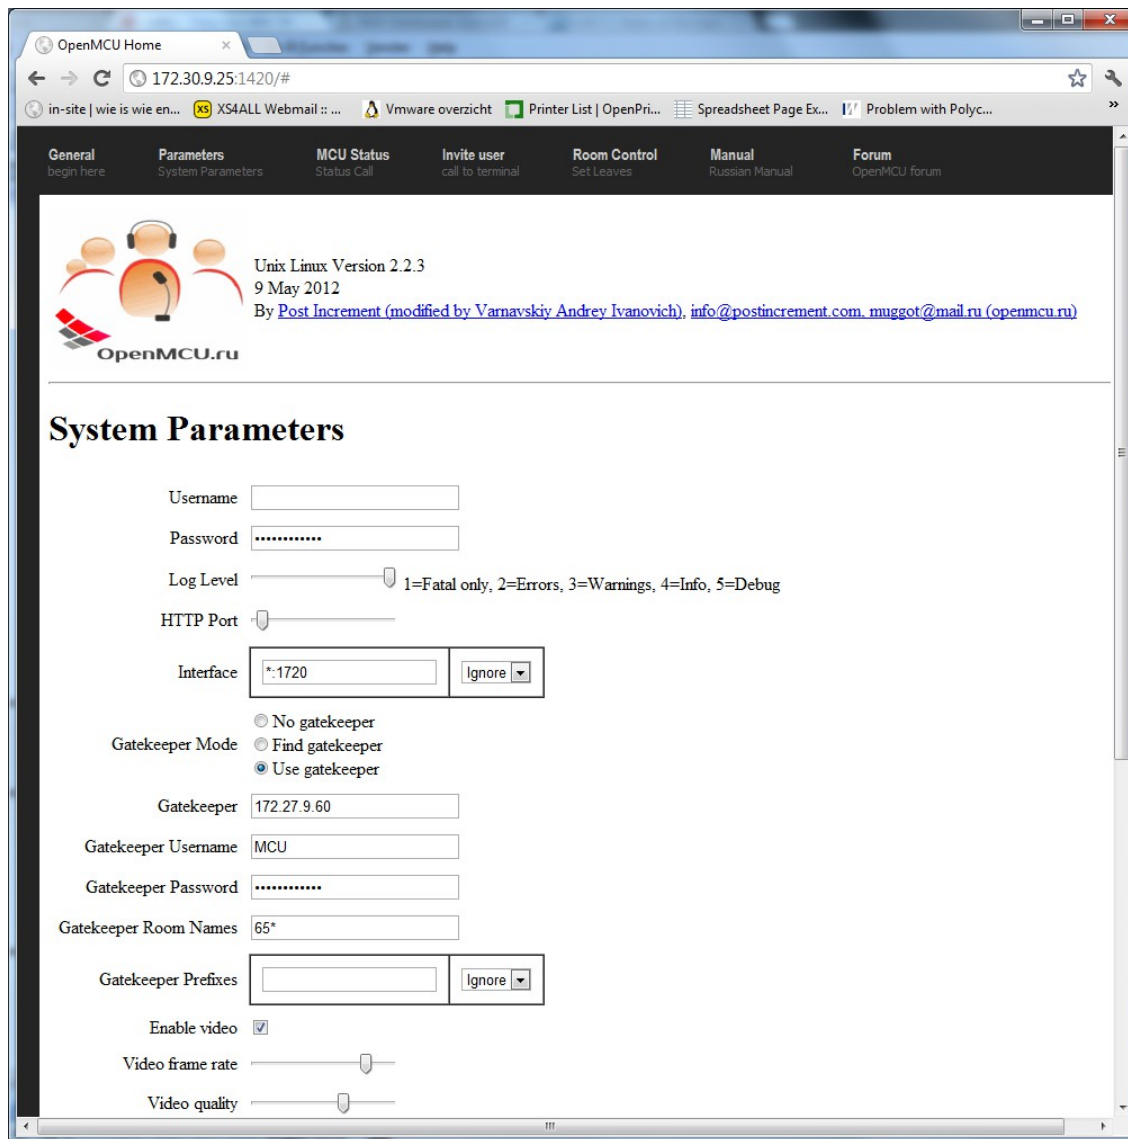 OpenMCU Home
172.30.9.25:1420/#
in-site | wie is wie en... XS4ALL Webmail :: ... Vmware overzicht Printer List | OpenPri... Spreadsheet Page Ex... Problem with Polyc... »
General Parameters MCU Status Invite user Room Control Manual Forum
begin here System Parameters Status Call call to terminal Set Leaves Russian Manual OpenMCU forum
OpenMCU.ru
Unix Linux Version 2.2.3
9 May 2012
By Post Increment (modified by Varnavskiy Andrey Ivanovich), info@postincrement.com, muggot@mail.ru (openmcu.ru)
System Parameters
Username
Password ••••••••••••
Log Level 1=Fatal only, 2=Errors, 3=Warnings, 4=Info, 5=Debug
HTTP Port
Interface *:1720 Ignore
Gatekeeper Mode
No gatekeeper
Find gatekeeper
Use gatekeeper
Gatekeeper 172.27.9.60
Gatekeeper Username MCU
Gatekeeper Password ••••••••••••
Gatekeeper Room Names 65*
Gatekeeper Prefixes Ignore
Enable video
Video frame rate
Video quality